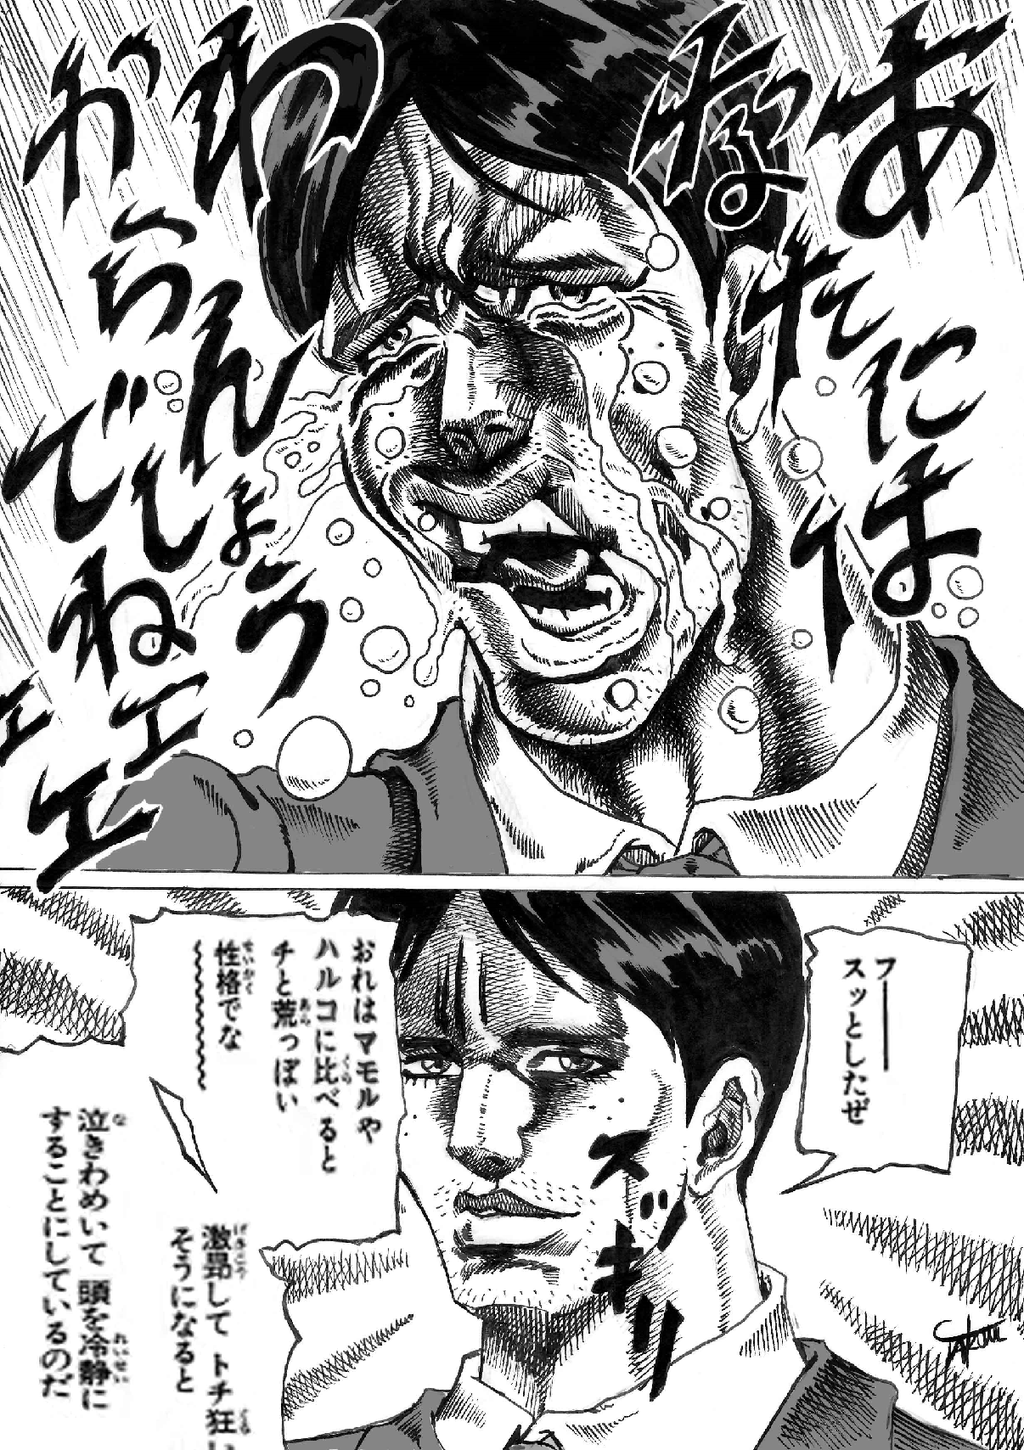 あなたには
わからん
でしょう
ねエエエ
フーー
スッとしたぜ
おれはマモルや
ハルコに比べると
チと荒っぽい
性格でな〜〜〜〜
スッキリ
激昂して トチ狂い
そうになると
泣きわめいて 頭を冷静に
することにしているのだ